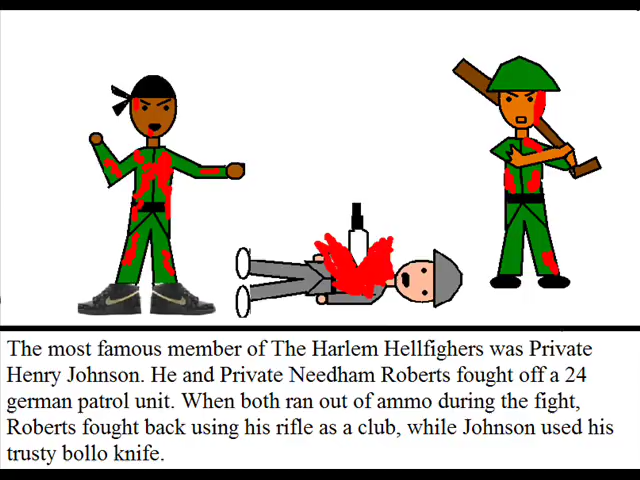 The most famous member of The Harlem Hellfighers was Private
Henry Johnson. He and Private Needham Roberts fought off a 24
german patrol unit. When both ran out of ammo during the fight,
Roberts fought back using his rifle as a club, while Johnson used his
trusty bollo knife.